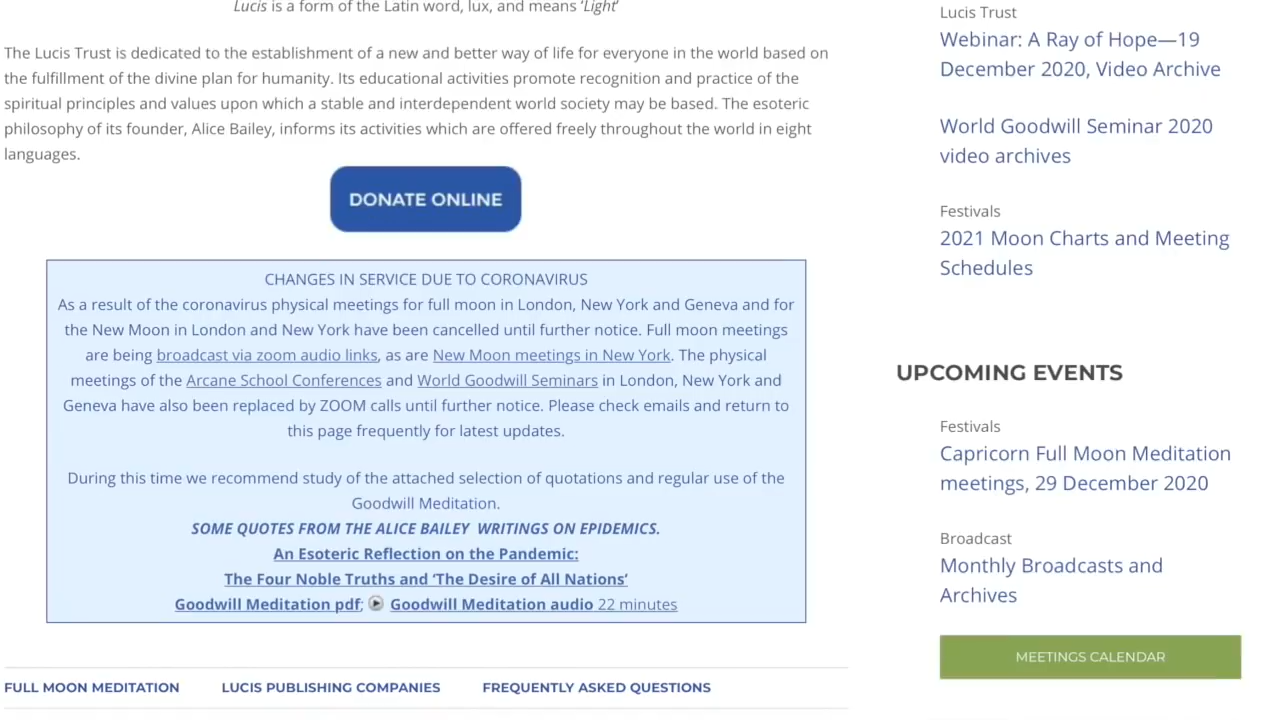 Lucis is a form of the Latin word, lux, and means ‘Light’
The Lucis Trust is dedicated to the establishment of a new and better way of life for everyone in the world based on
the fulfillment of the divine plan for humanity. Its educational activities promote recognition and practice of the
spiritual principles and values upon which a stable and interdependent world society may be based. The esoteric
philosophy of its founder, Alice Bailey, informs its activities which are offered freely throughout the world in eight
languages.
DONATE ONLINE
CHANGES IN SERVICE DUE TO CORONAVIRUS
As a result of the coronavirus physical meetings for full moon in London, New York and Geneva and for
the New Moon in London and New York have been cancelled until further notice. Full moon meetings
are being broadcast via zoom audio links, as are New Moon meetings in New York. The physical
meetings of the Arcane School Conferences and World Goodwill Seminars in London, New York and
Geneva have also been replaced by ZOOM calls until further notice. Please check emails and return to
this page frequently for latest updates.
During this time we recommend study of the attached selection of quotations and regular use of the
Goodwill Meditation.
SOME QUOTES FROM THE ALICE BAILEY WRITINGS ON EPIDEMICS.
An Esoteric Reflection on the Pandemic:
The Four Noble Truths and ‘The Desire of All Nations’
Goodwill Meditation pdf; Goodwill Meditation audio 22 minutes
FULL MOON MEDITATION LUCIS PUBLISHING COMPANIES FREQUENTLY ASKED QUESTIONS
Lucis Trust
Webinar: A Ray of Hope—19
December 2020, Video Archive
World Goodwill Seminar 2020
video archives
Festivals
2021 Moon Charts and Meeting
Schedules
UPCOMING EVENTS
Festivals
Capricorn Full Moon Meditation
meetings, 29 December 2020
Broadcast
Monthly Broadcasts and
Archives
MEETINGS CALENDAR